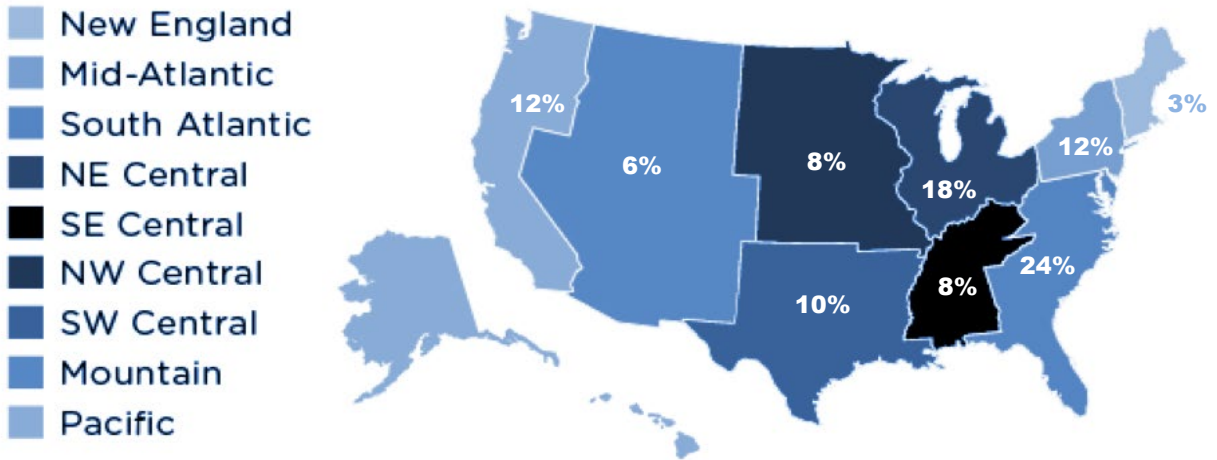 New England
Mid-Atlantic
South Atlantic
NE Central
SE Central
NW Central
SW Central
Mountain
Pacific
12%
6%
8%
18%
12%
3%
24%
8%
10%